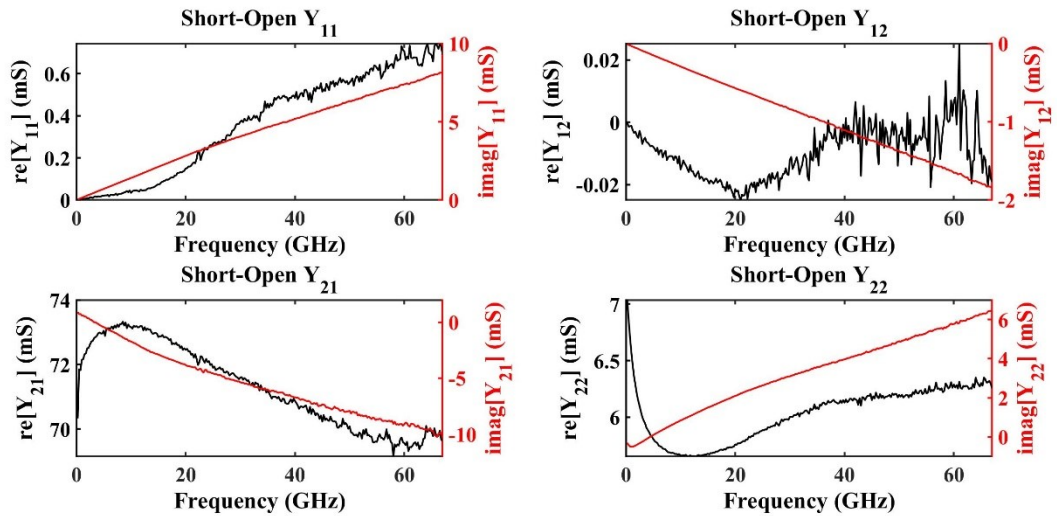 Short-Open Y11
re[Y11] (mS)
0.6
0.4
0.2
0
10
5
0
imag[Y11] (mS)
0 20 40 60
Frequency (GHz)
Short-Open Y12
re[Y12] (mS)
0.02
0
-0.02
0
-1
-2
imag[Y12] (mS)
0 20 40 60
Frequency (GHz)
Short-Open Y21
re[Y21] (mS)
74
72
70
0
-5
-10
imag[Y21] (mS)
0 20 40 60
Frequency (GHz)
Short-Open Y22
re[Y22] (mS)
7
6.5
6
6
4
2
0
imag[Y22] (mS)
0 20 40 60
Frequency (GHz)